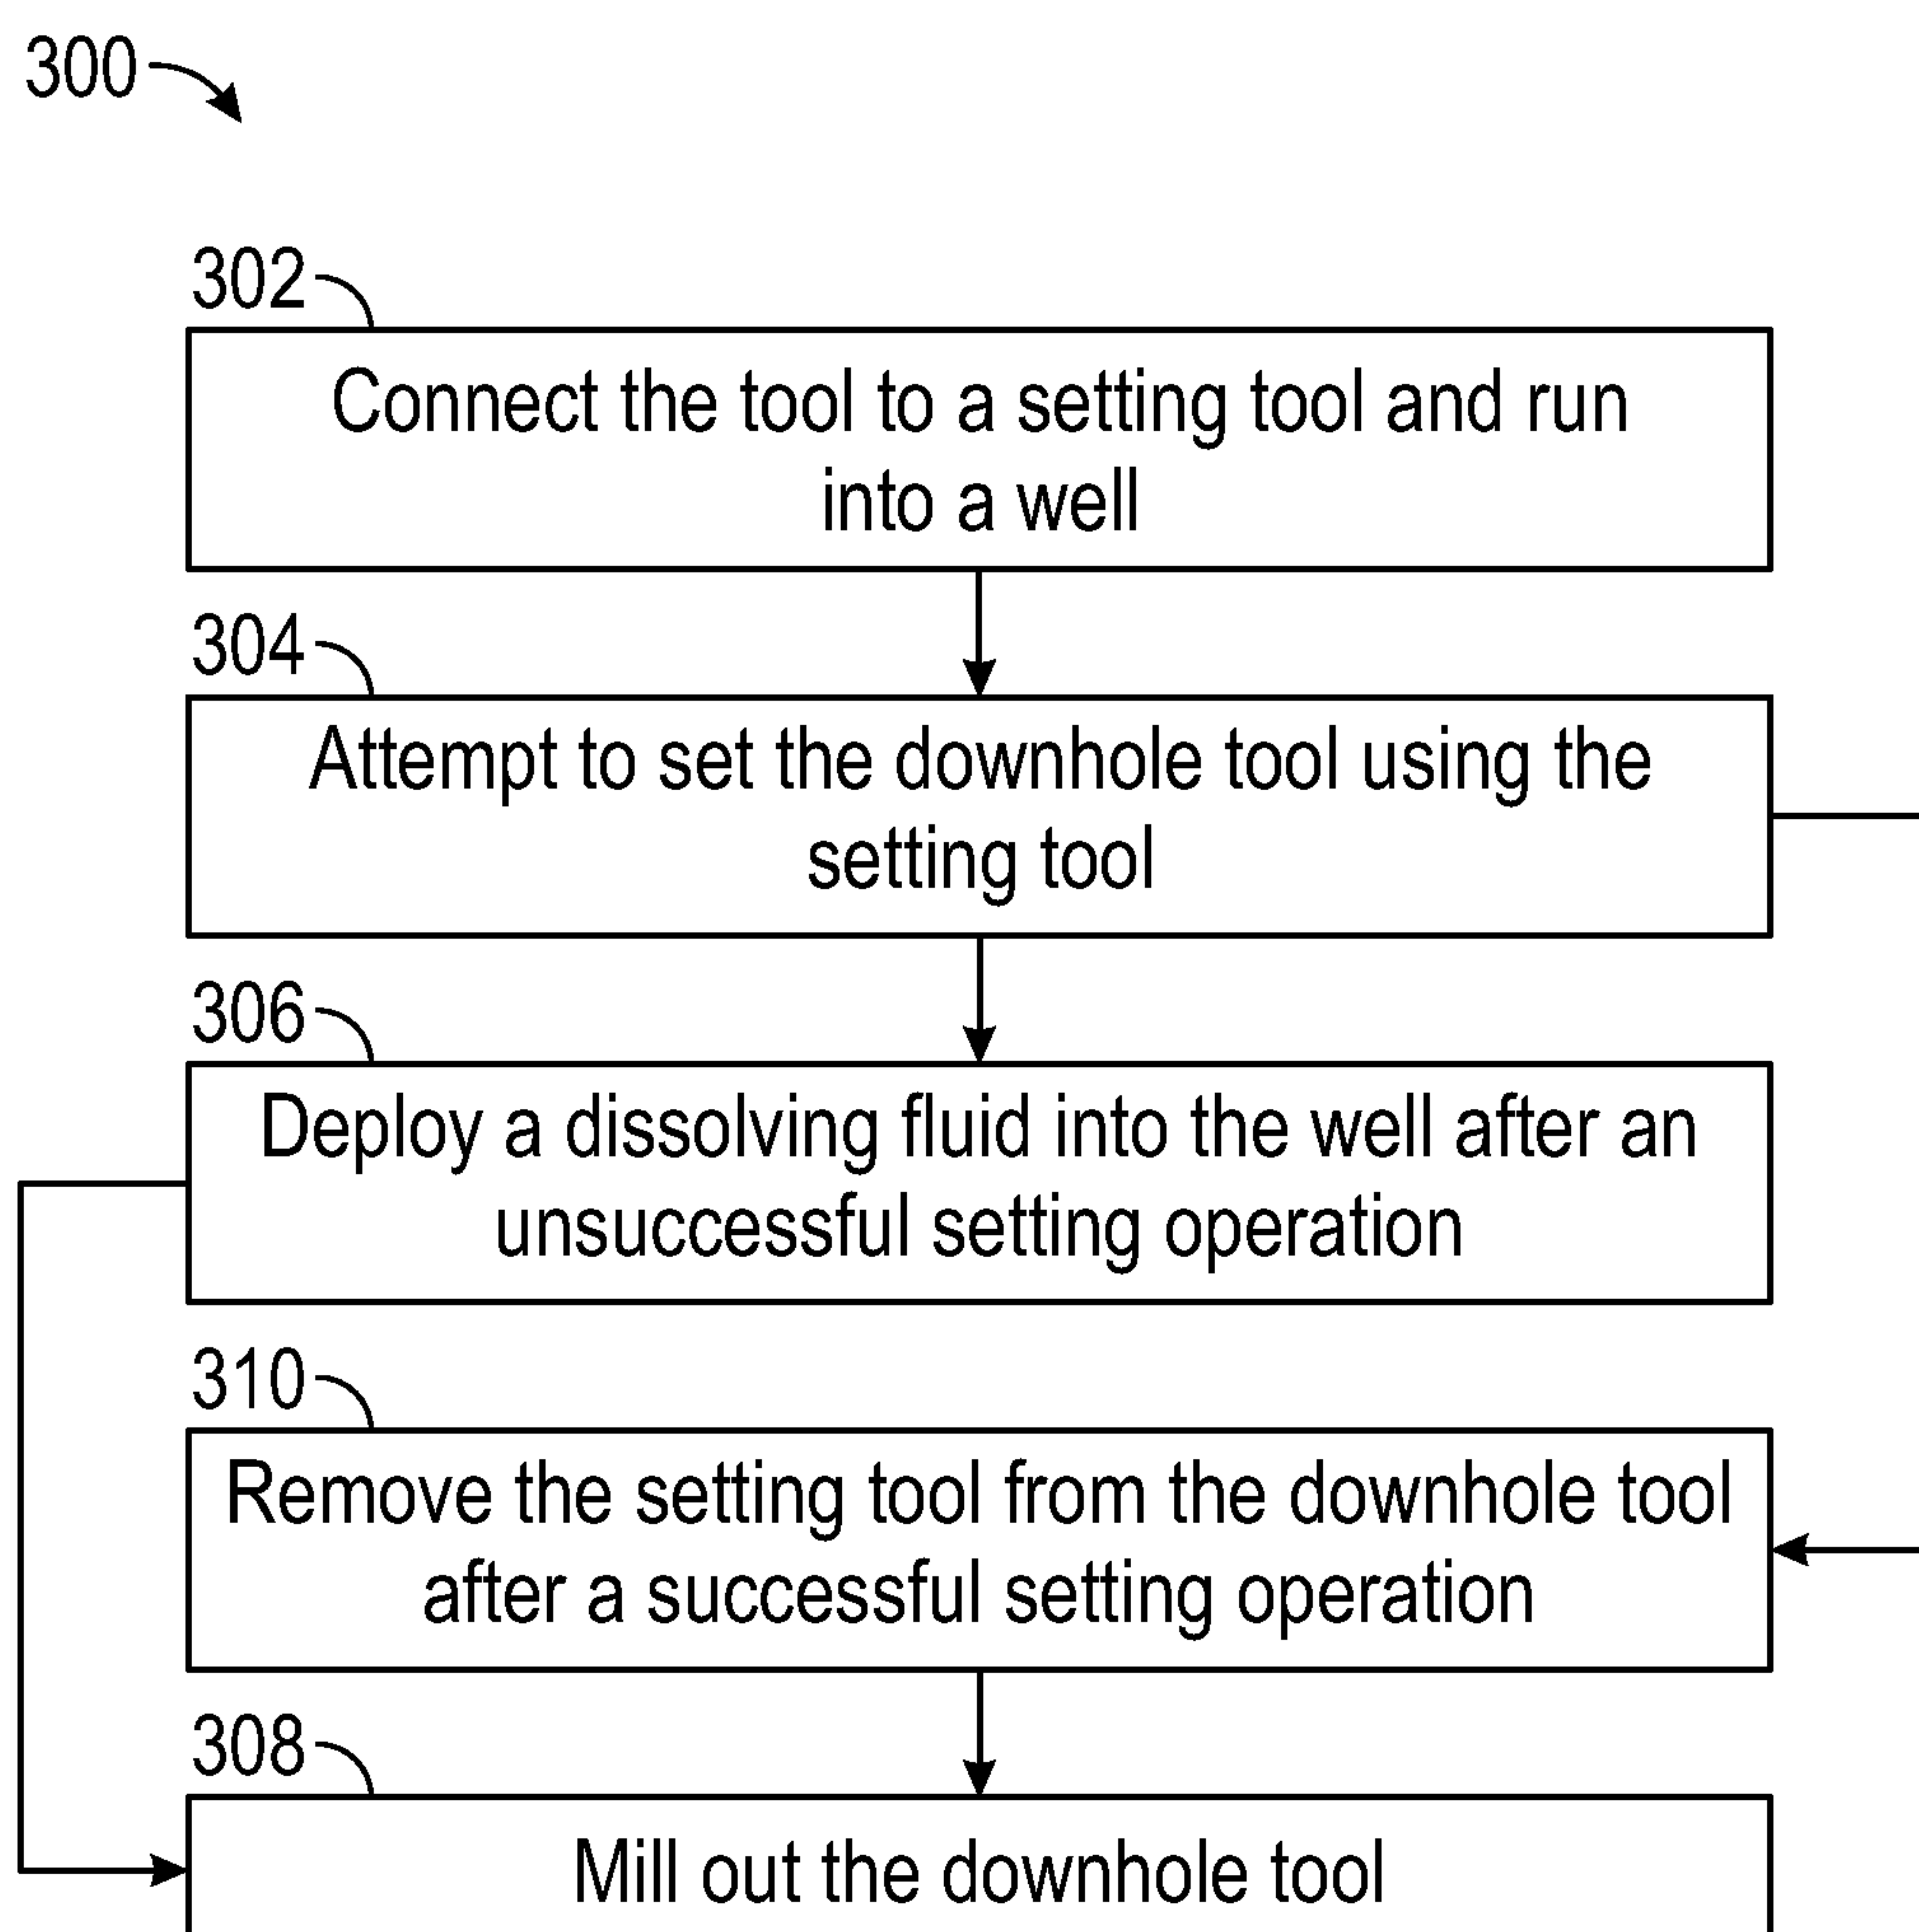 300
302
Connect the tool to a setting tool and run
into a well
304
Attempt to set the downhole tool using the
setting tool
306
Deploy a dissolving fluid into the well after an
unsuccessful setting operation
310
Remove the setting tool from the downhole tool
after a successful setting operation
308
Mill out the downhole tool